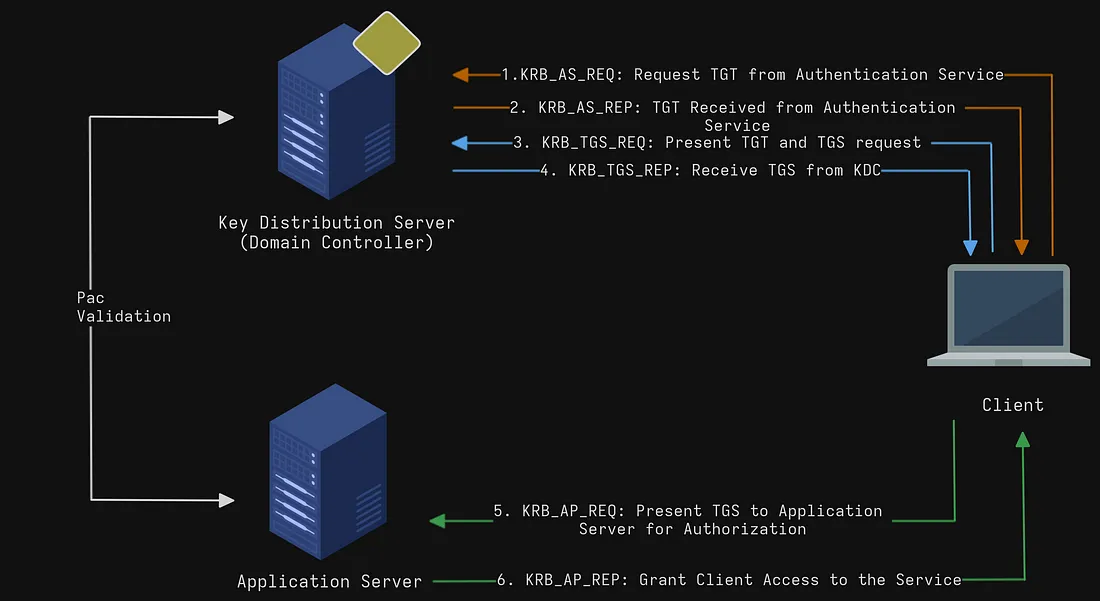 1.KRB_AS_REQ: Request TGT from Authentication Service
2. KRB_AS_REP: TGT Received from Authentication
Service
3. KRB_TGS_REQ: Present TGT and TGS request
4. KRB_TGS_REP: Receive TGS from KDC
Key Distribution Server
(Domain Controller)
Pac
Validation
Client
5. KRB_AP_REQ: Present TGS to Application
Server for Authorization
Application Server
6. KRB_AP_REP: Grant Client Access to the Service